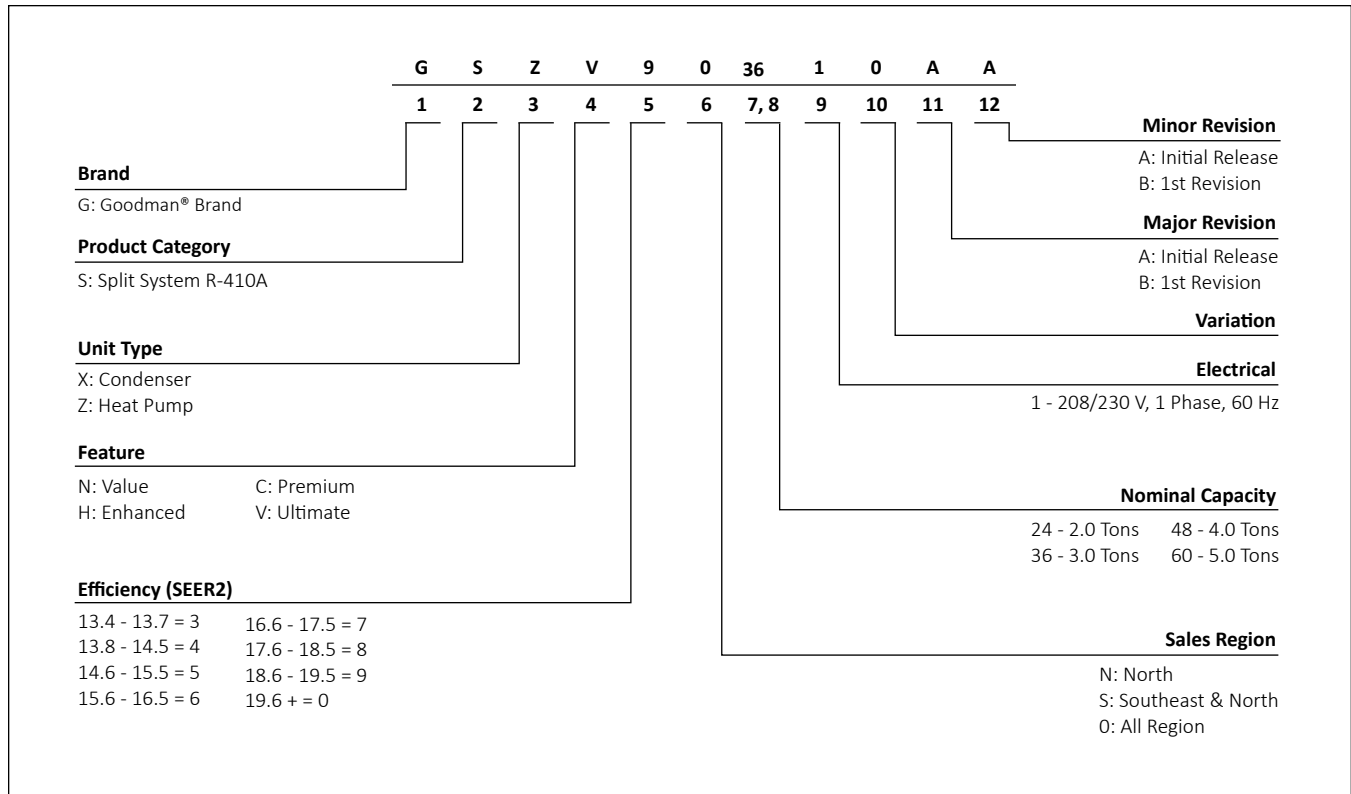 G S Z V 9 0 36 1 0 A A
1 2 3 4 5 6 7, 8 9 10 11 12
Brand
G: Goodman® Brand
Product Category
S: Split System R-410A
Unit Type
X: Condenser
Z: Heat Pump
Feature
N: Value C: Premium
H: Enhanced V: Ultimate
Efficiency (SEER2)
13.4 - 13.7 = 3 16.6 - 17.5 = 7
13.8 - 14.5 = 4 17.6 - 18.5 = 8
14.6 - 15.5 = 5 18.6 - 19.5 = 9
15.6 - 16.5 = 6 19.6 + = 0
Minor Revision
A: Initial Release
B: 1st Revision
Major Revision
A: Initial Release
B: 1st Revision
Variation
Electrical
1 - 208/230 V, 1 Phase, 60 Hz
Nominal Capacity
24 - 2.0 Tons 48 - 4.0 Tons
36 - 3.0 Tons 60 - 5.0 Tons
Sales Region
N: North
S: Southeast & North
0: All Region